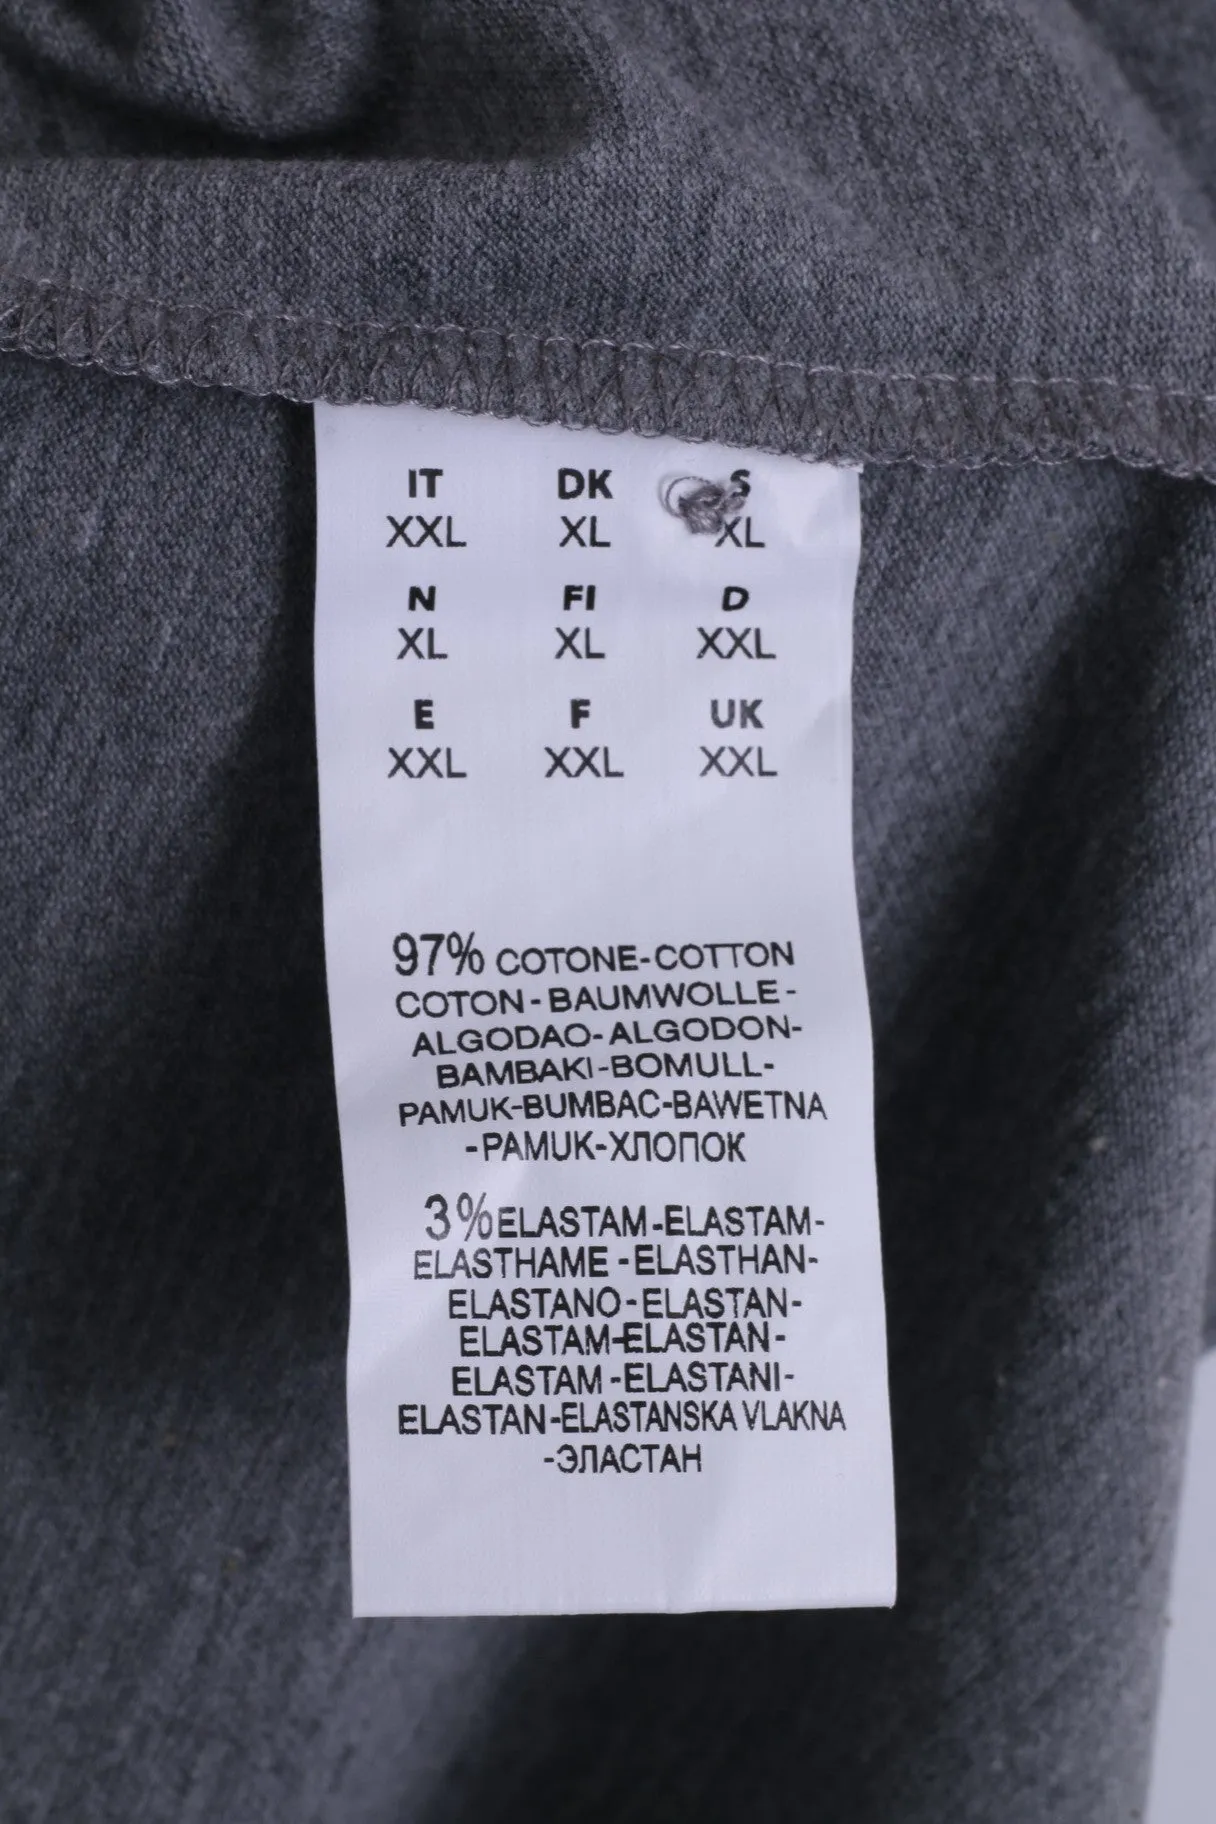 IT DK S
XXL XL XL
N FI D
XL XL XXL
E F UK
XXL XXL XXL
97% COTONE-COTTON
COTON-BAUMWOLLE-
ALGODAO-ALGODON-
BAMBAKI-BOMULL-
PAMUK-BUMBAC-BAWETNA
-PAMUK-ХЛОПОК
3% ELASTAM-ELASTAM-
ELASTHAME-ELASTHAN-
ELASTANO-ELASTAN-
ELASTAM-ELASTAN-
ELASTAM-ELASTANI-
ELASTAN-ELASTANSKA VLAKNA
-ЭЛАСТАН